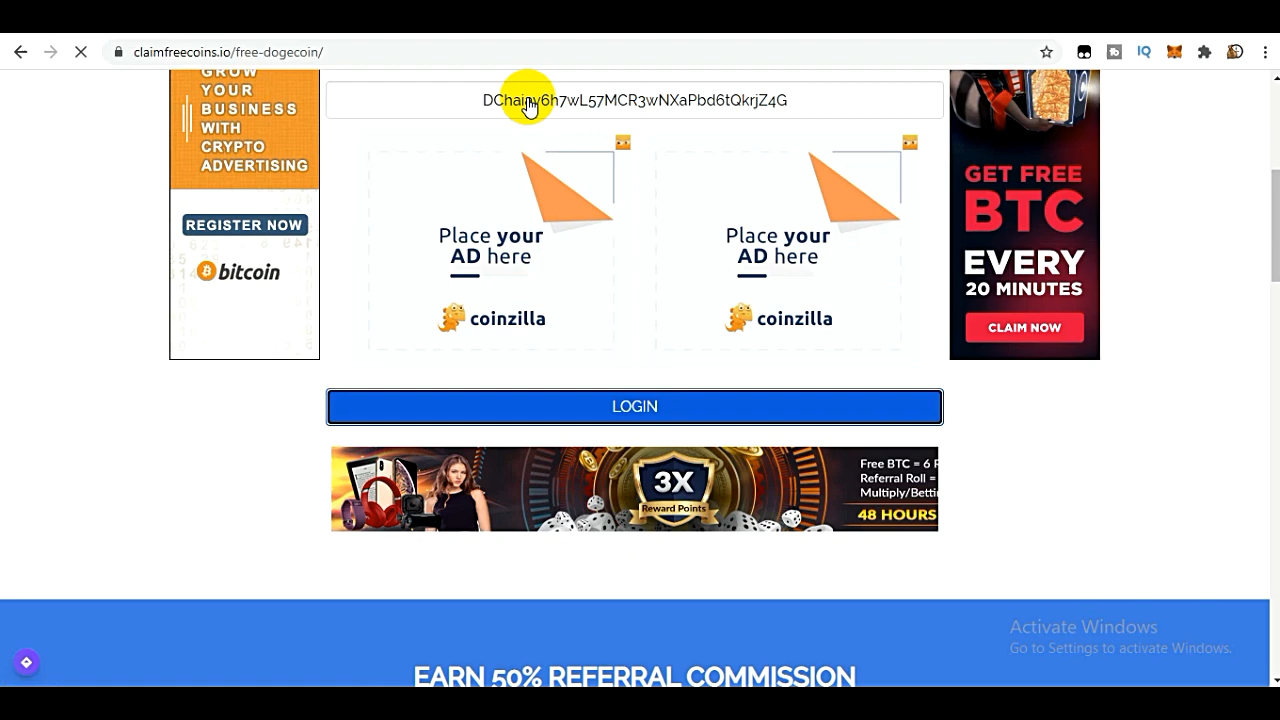 claimfreecoins.io/free-dogecoin/
IQ
GROW
YOUR
BUSINESS
WITH
CRYPTO
ADVERTISING
REGISTER NOW
bitcoin
Place your
AD here
coinzilla
Place your
AD here
coinzilla
GET FREE
BTC
EVERY
20 MINUTES
CLAIM NOW
LOGIN
3X
Reward Points
Free BTC = 6
Referral Roll =
Multiply/Betti
48 HOURS
EARN 50% REFERRAL COMMISSION
Activate Windows
Go to Settings to activate Windows.